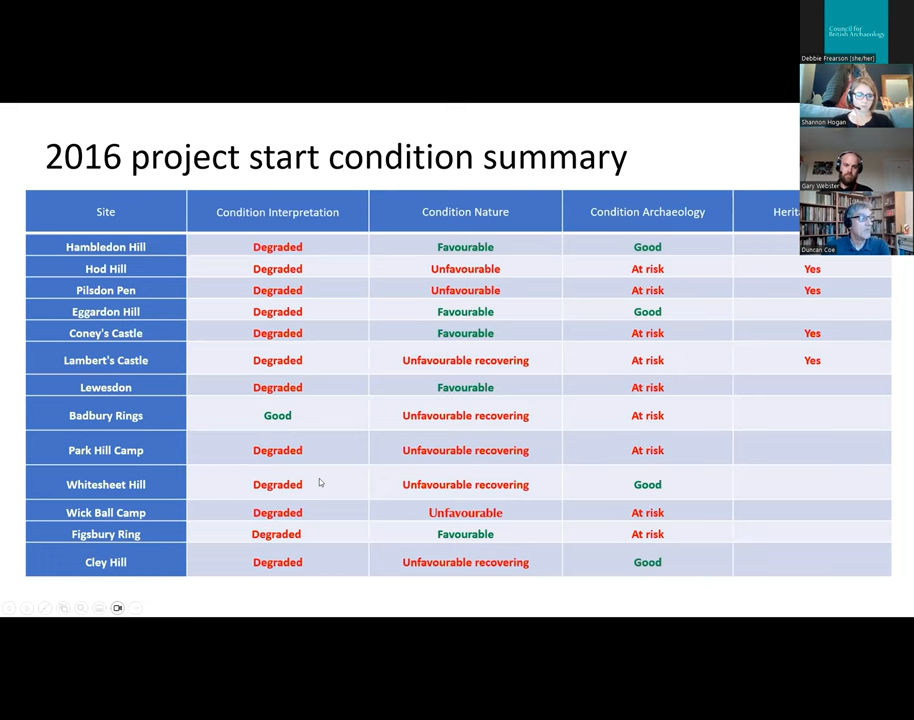 Council for
British Archaeology
Debbie Frearson [she/her]
Shannon Hogan
Gary Webster
Duncan Coe
2016 project start condition summary
Site Condition Interpretation Condition Nature Condition Archaeology
Hambledon Hill Degraded Favourable Good
Hod Hill Degraded Unfavourable At risk Yes
Pilsdon Pen Degraded Unfavourable At risk Yes
Eggardon Hill Degraded Favourable Good
Coney's Castle Degraded Favourable At risk Yes
Lambert's Castle Degraded Unfavourable recovering At risk Yes
Lewesdon Degraded Favourable At risk
Badbury Rings Good Unfavourable recovering At risk
Park Hill Camp Degraded Unfavourable recovering At risk
Whitesheet Hill Degraded Unfavourable recovering Good
Wick Ball Camp Degraded Unfavourable At risk
Figsbury Ring Degraded Favourable At risk
Cley Hill Degraded Unfavourable recovering Good